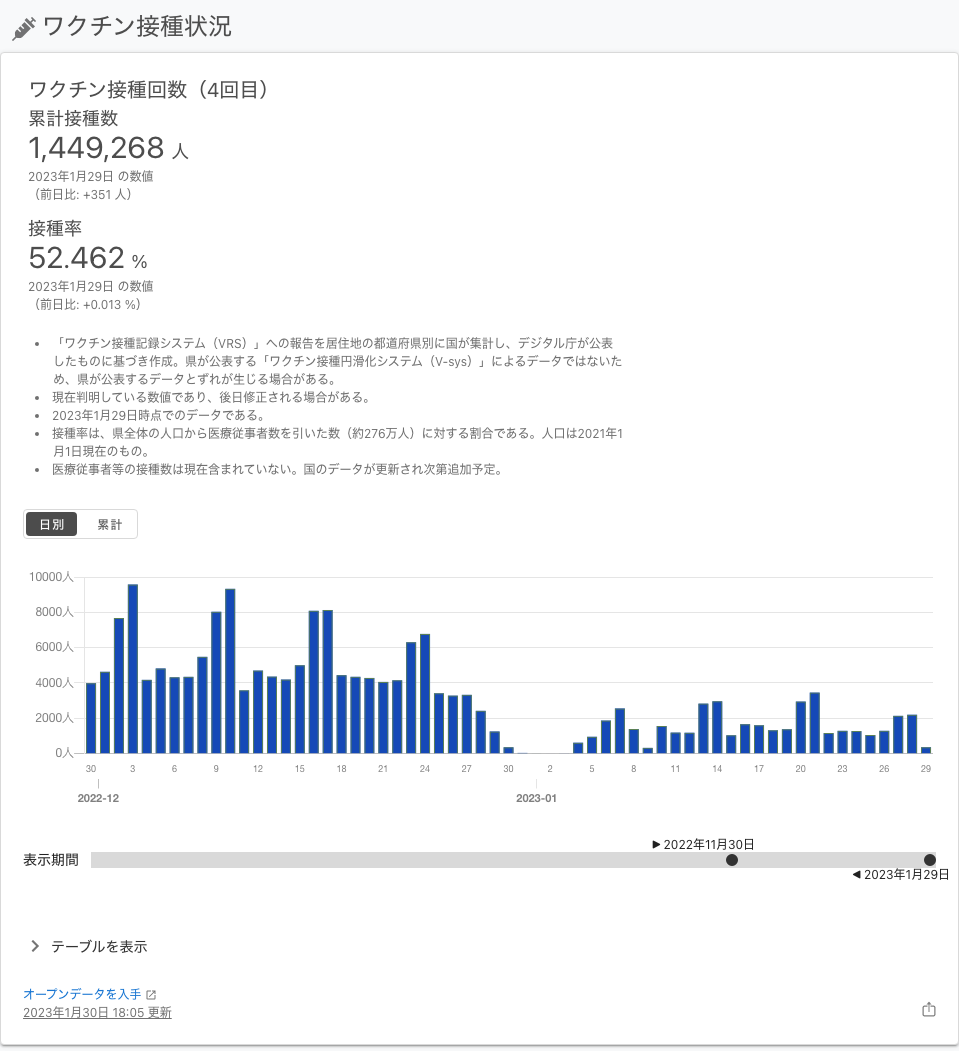 ワクチン接種状況
ワクチン接種回数（4回目）
累計接種数
1,449,268 人
2023年1月29日 の数値
（前日比: +351 人）
接種率
52.462 %
2023年1月29日 の数値
（前日比: +0.013 %）
• 「ワクチン接種記録システム（VRS）」への報告を居住地の都道府県別に国が集計し、デジタル庁が公表
したものに基づき作成。県が公表する「ワクチン接種円滑化システム（V-sys）」によるデータではないた
め、県が公表するデータとずれが生じる場合がある。
• 現在判明している数値であり、後日修正される場合がある。
• 2023年1月29日時点でのデータである。
• 接種率は、県全体の人口から医療従事者数を引いた数（約276万人）に対する割合である。人口は2021年1
月1日現在のもの。
• 医療従事者等の接種数は現在含まれていない。国のデータが更新され次第追加予定。
日別 累計
10000人
8000人
6000人
4000人
2000人
0人
30 3 6 9 12 15 18 21 24 27 30 2 5 8 11 14 17 20 23 26 29
2022-12 2023-01
▶ 2022年11月30日
表示期間
◀ 2023年1月29日
テーブルを表示
オープンデータを入手
2023年1月30日 18:05 更新